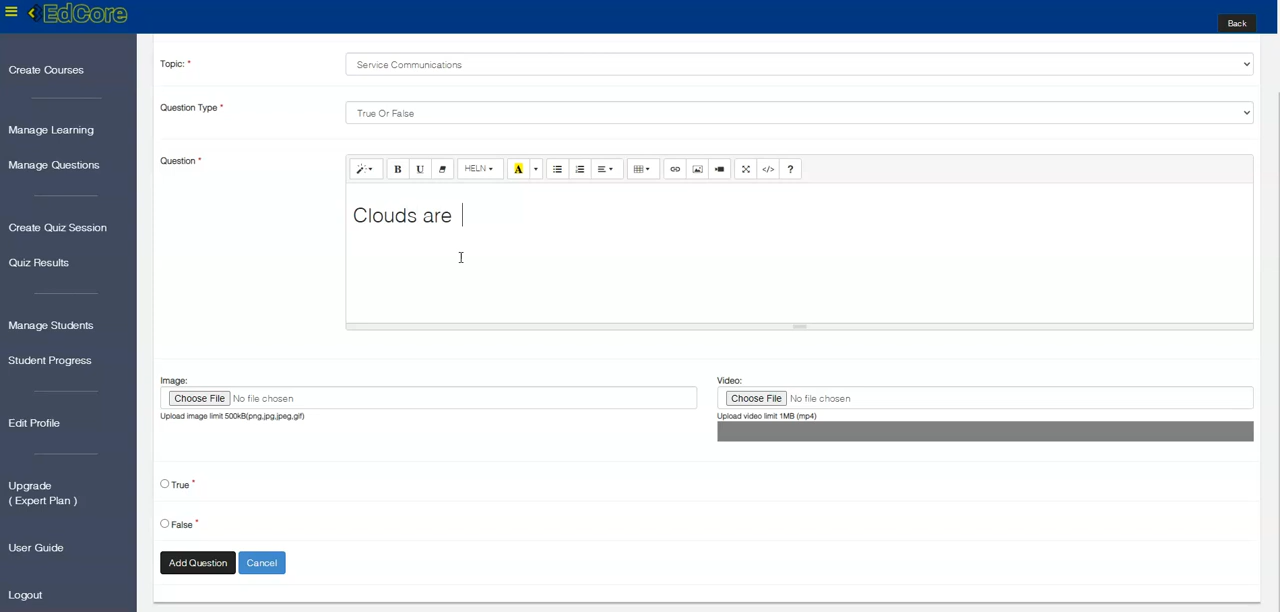 EdCore
Back
Create Courses
Manage Learning
Manage Questions
Create Quiz Session
Quiz Results
Manage Students
Student Progress
Edit Profile
Upgrade
( Expert Plan )
User Guide
Logout
Topic: *
Service Communications
Question Type *
True Or False
Question *
B U HELN A </> ?
Clouds are
Image:
Choose File No file chosen
Upload image limit 500kB(png,jpg,jpeg,gif)
Video:
Choose File No file chosen
Upload video limit 1MB (mp4)
True *
False *
Add Question Cancel